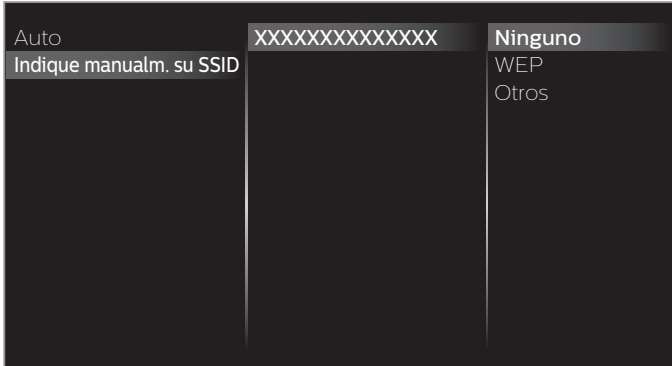 Auto
Indique manualm. su SSID
XXXXXXXXXXXXXX
Ninguno
WEP
Otros